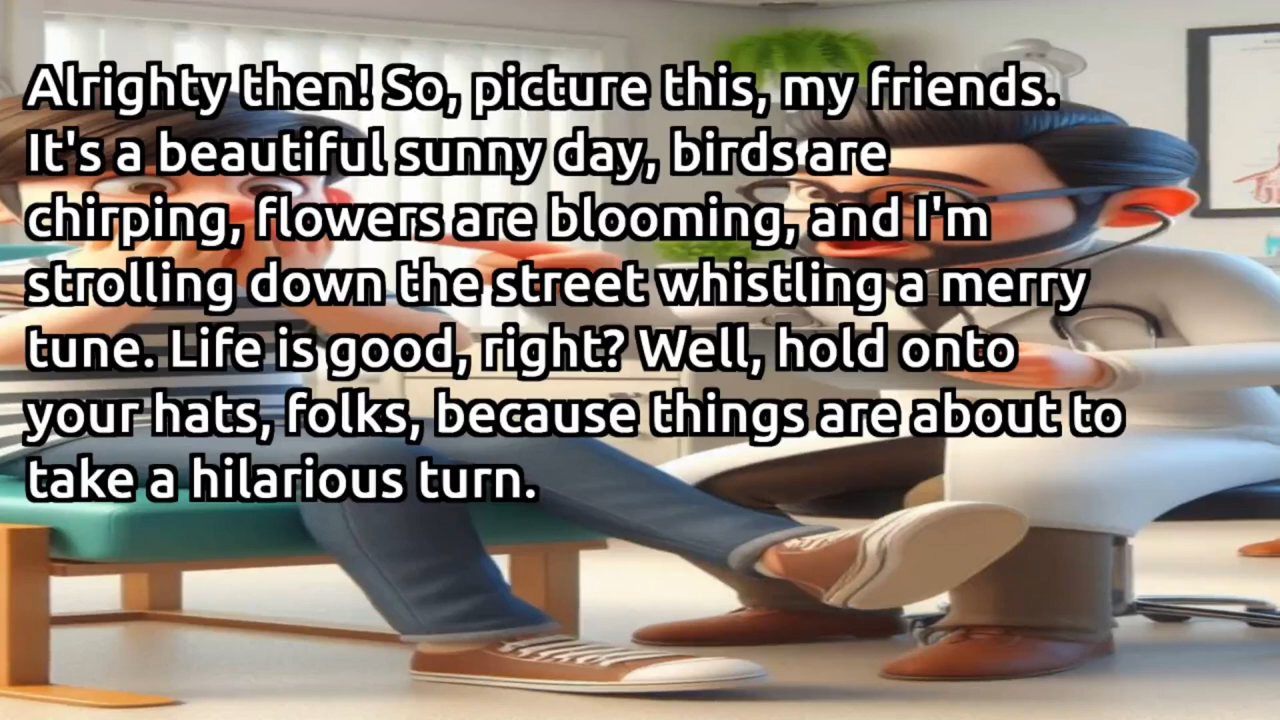 Alrighty then! So, picture this, my friends.
It's a beautiful sunny day, birds are
chirping, flowers are blooming, and I'm
strolling down the street whistling a merry
tune. Life is good, right? Well, hold onto
your hats, folks, because things are about to
take a hilarious turn.